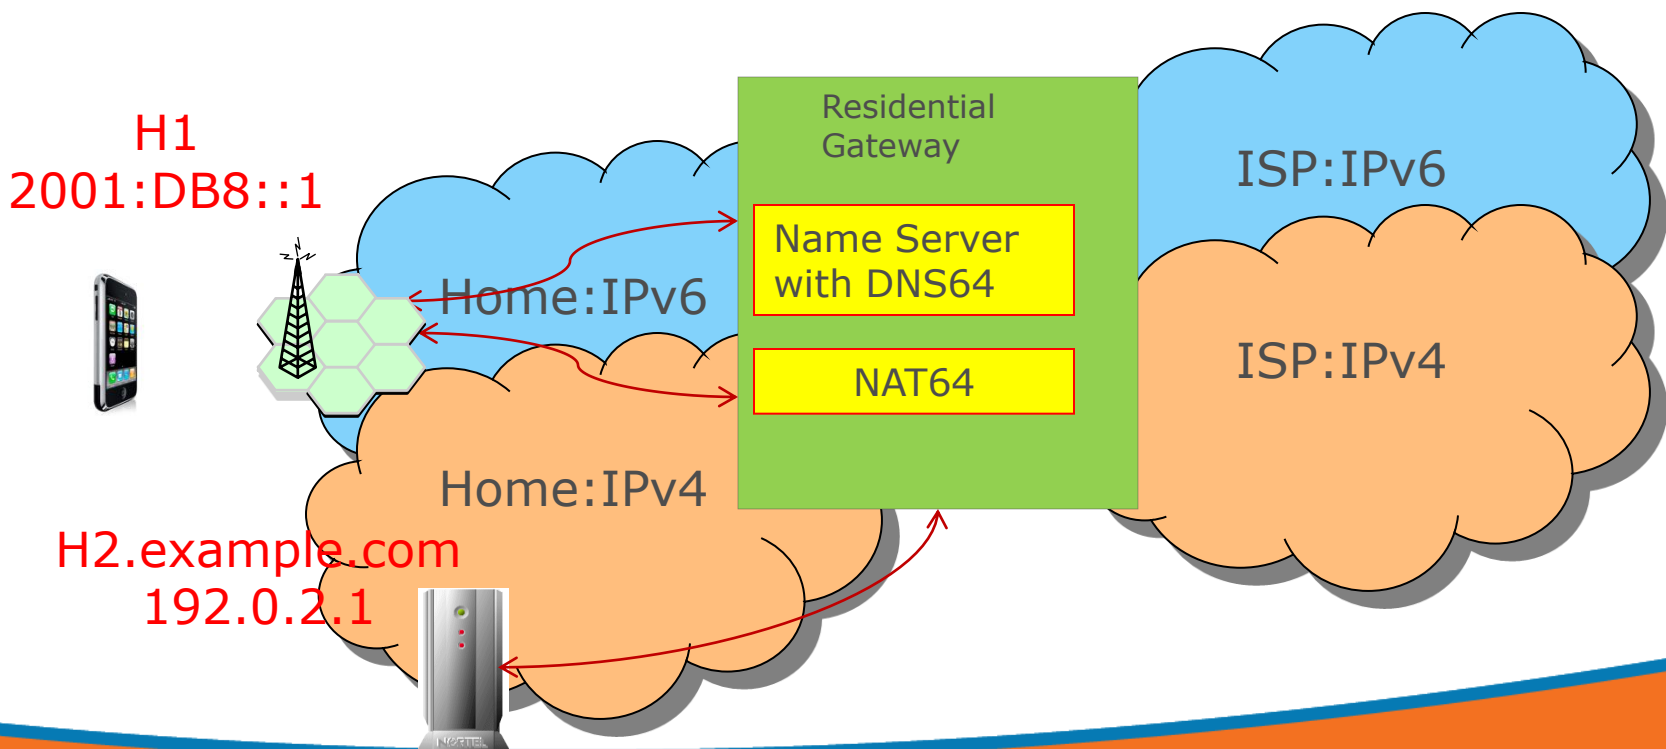 H1
2001:DB8::1
Residential
Gateway
Name Server
with DNS64
NAT64
Home:IPv6
Home:IPv4
ISP:IPv6
ISP:IPv4
H2.example.com
192.0.2.1
NORTEL